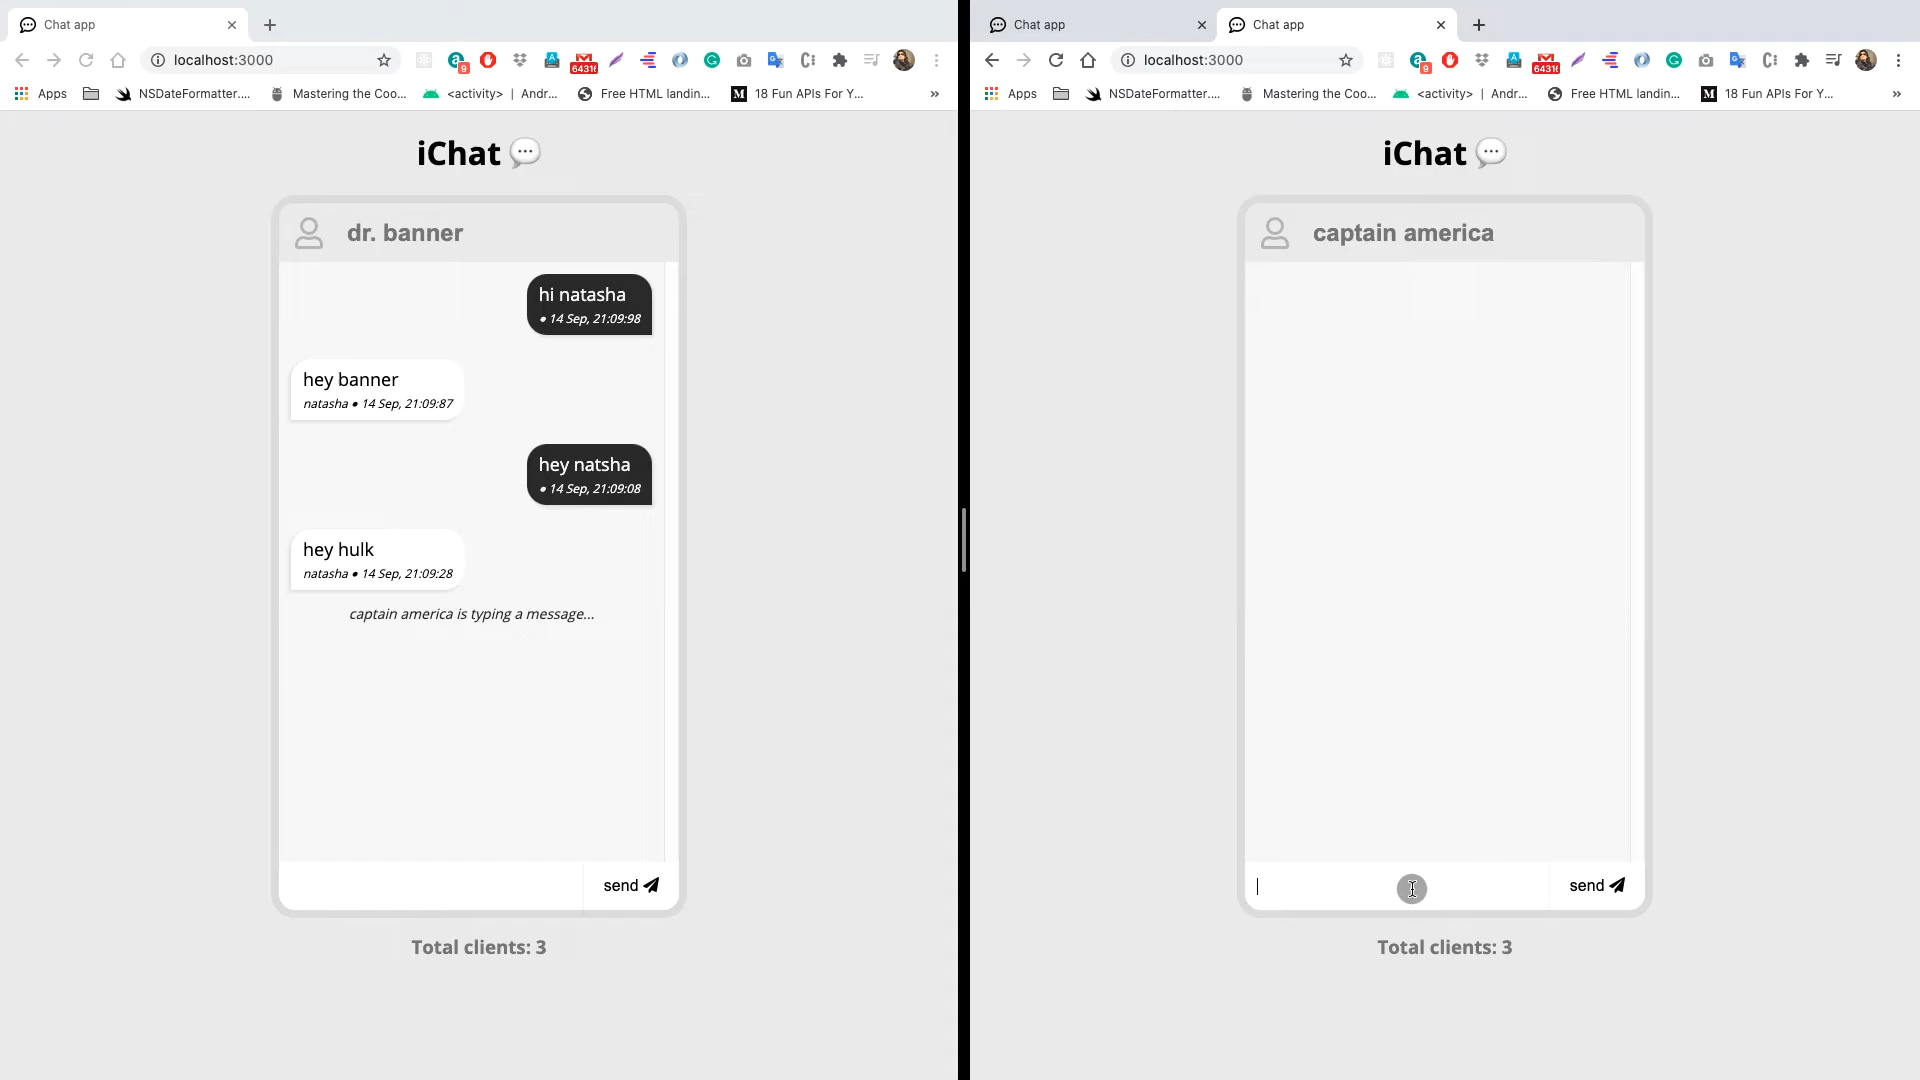 Chat app
localhost:3000
9
64316
Apps
NSDateFormatter....
Mastering the Coo...
<activity> | Andr...
Free HTML landin...
M 18 Fun APIs For Y...
»
iChat
dr. banner
hi natasha
• 14 Sep, 21:09:98
hey banner
natasha • 14 Sep, 21:09:87
hey natsha
• 14 Sep, 21:09:08
hey hulk
natasha • 14 Sep, 21:09:28
captain america is typing a message...
send
Total clients: 3
Chat app
Chat app
localhost:3000
9
64316
Apps
NSDateFormatter....
Mastering the Coo...
<activity> | Andr...
Free HTML landin...
M 18 Fun APIs For Y...
»
iChat
captain america
send
Total clients: 3